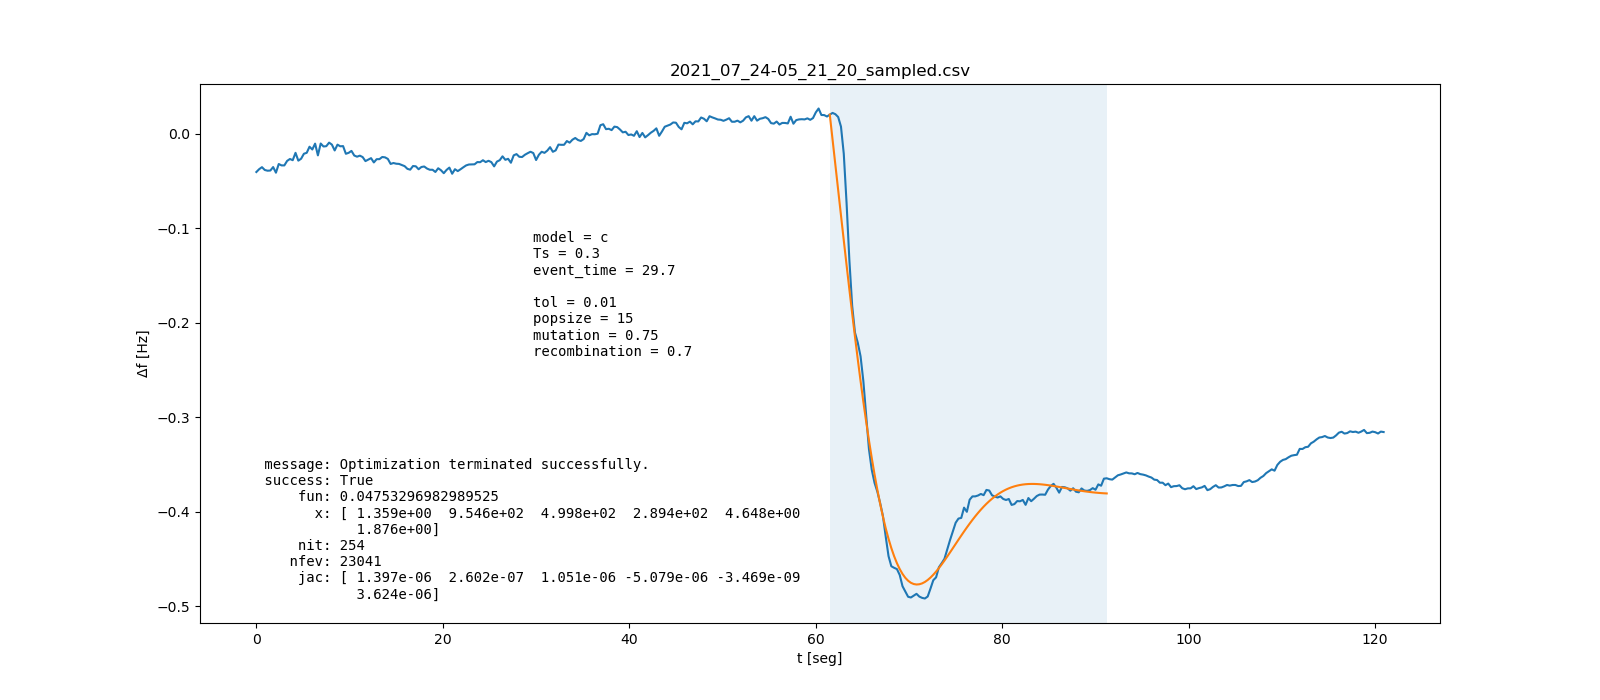 2021_07_24-05_21_20_sampled.csv
0.0
−0.1
−0.2
−0.3
−0.4
−0.5
Δf [Hz]
model = c
Ts = 0.3
event_time = 29.7
tol = 0.01
popsize = 15
mutation = 0.75
recombination = 0.7
message: Optimization terminated successfully.
success: True
fun: 0.04753296982989525
x: [ 1.359e+00  9.546e+02  4.998e+02  2.894e+02  4.648e+00
1.876e+00]
nit: 254
nfev: 23041
jac: [ 1.397e-06  2.602e-07  1.051e-06 -5.079e-06 -3.469e-09
3.624e-06]
0 20 40 60 80 100 120
t [seg]